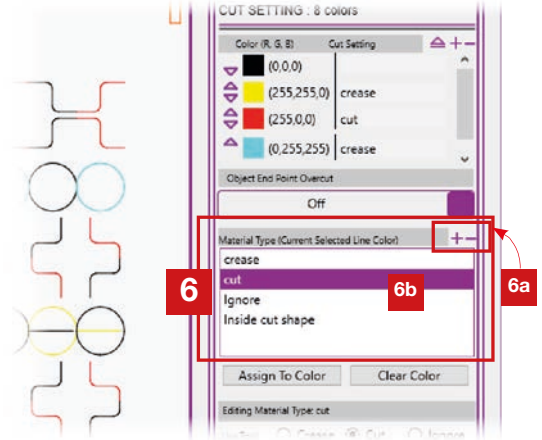 CUT SETTING : 8 colors
Color (R, G, B) Cut Setting
(0,0,0)
(255,255,0) crease
(255,0,0) cut
(0,255,255) crease
Object End Point Overcut
Off
Material Type (Current Selected Line Color)
crease
cut
Ignore
Inside cut shape
6
6b
6a
Assign To Color Clear Color
Editing Material Type: cut
Crease Cut Ignore